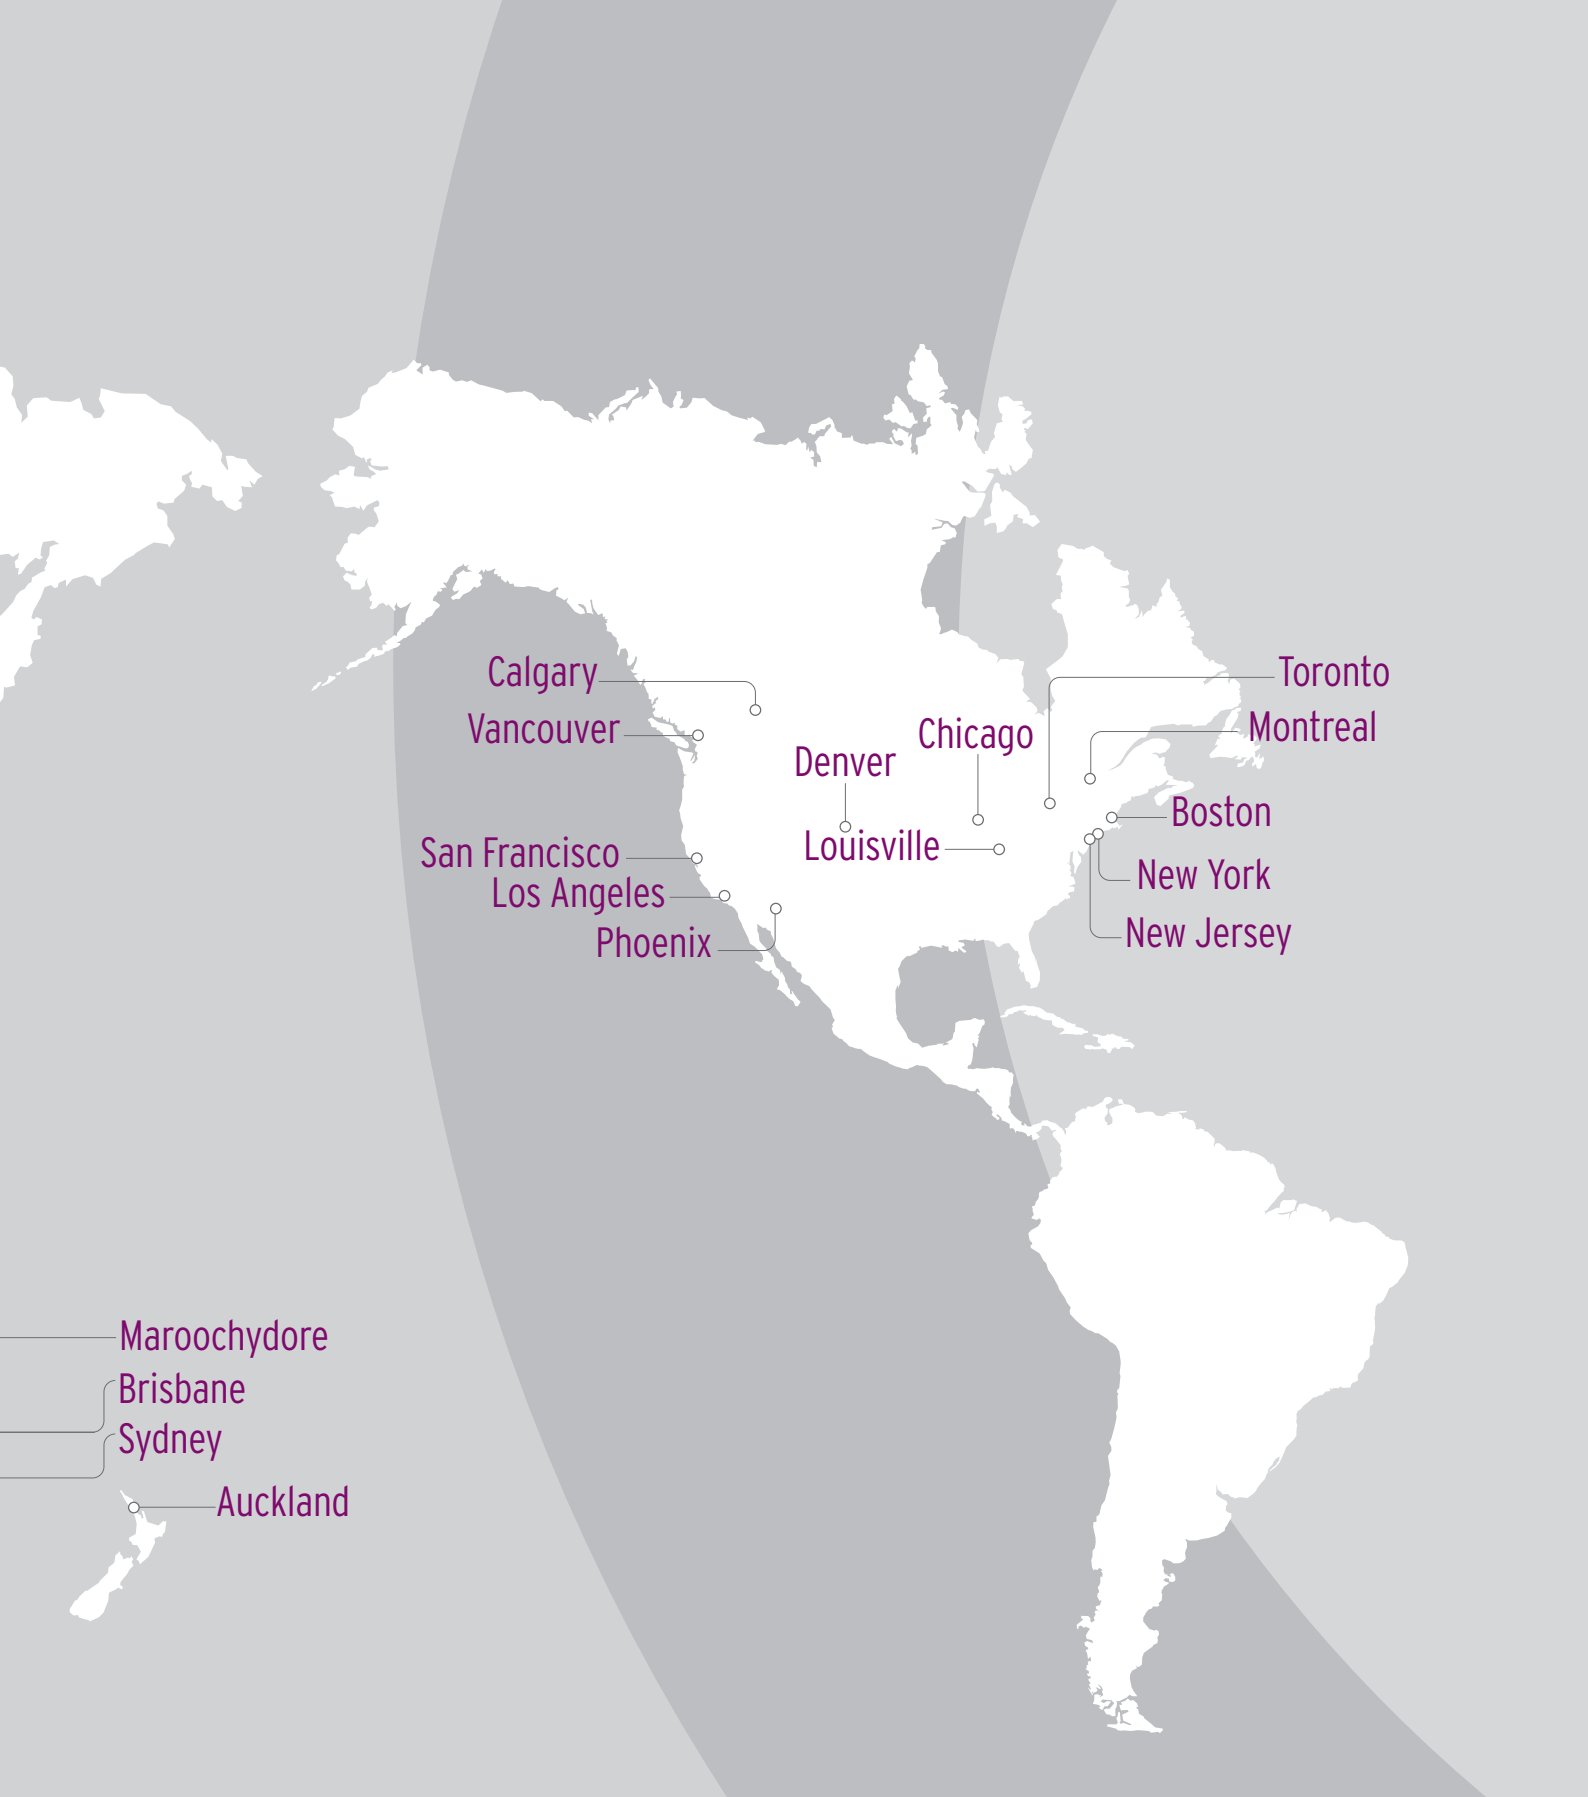 Calgary
Toronto
Vancouver
Chicago
Montreal
Denver
Boston
San Francisco
Louisville
Los Angeles
New York
Phoenix
New Jersey
Maroochydore
Brisbane
Sydney
Auckland